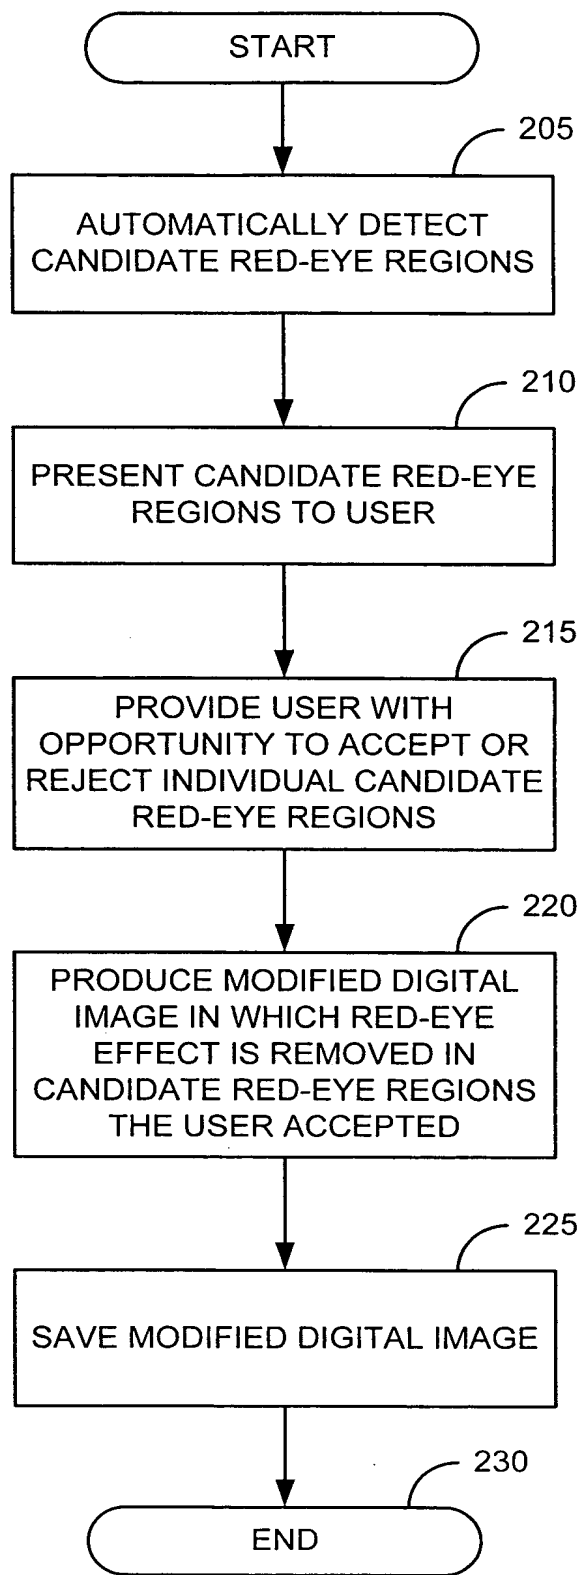 START
205
AUTOMATICALLY DETECT
CANDIDATE RED-EYE REGIONS
210
PRESENT CANDIDATE RED-EYE
REGIONS TO USER
215
PROVIDE USER WITH
OPPORTUNITY TO ACCEPT OR
REJECT INDIVIDUAL CANDIDATE
RED-EYE REGIONS
220
PRODUCE MODIFIED DIGITAL
IMAGE IN WHICH RED-EYE
EFFECT IS REMOVED IN
CANDIDATE RED-EYE REGIONS
THE USER ACCEPTED
225
SAVE MODIFIED DIGITAL IMAGE
230
END